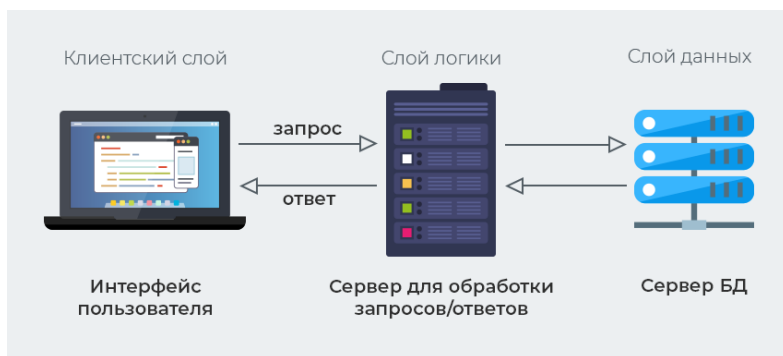 Клиентский слой
Слой логики
Слой данных
запрос
ответ
Интерфейс
пользователя
Сервер для обработки
запросов/ответов
Сервер БД